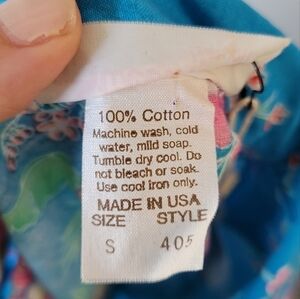 100% Cotton
Machine wash, cold
water, mild soap.
Tumble dry cool. Do
not bleach or soak.
Use cool iron only.
MADE IN USA
SIZE STYLE
S 405